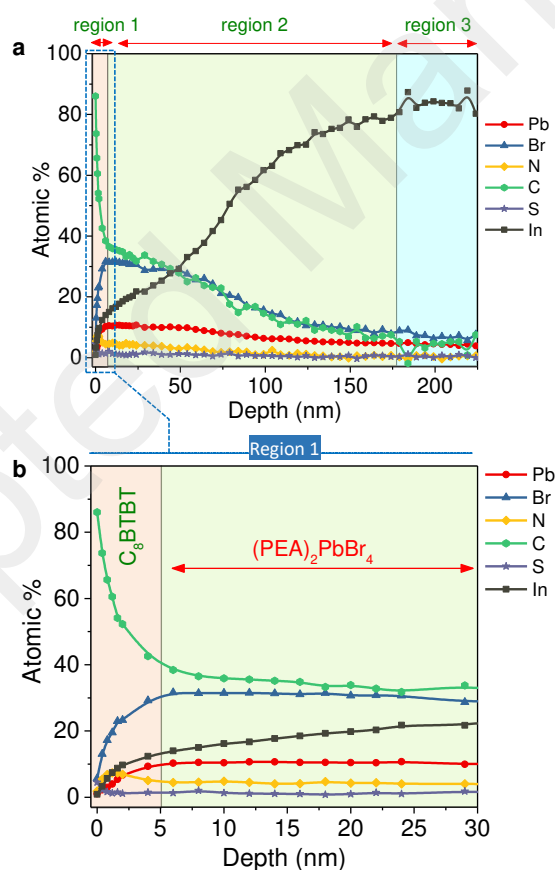 region 1 region 2 region 3
a
100
80
60
40
20
0
Atomic %
0 50 100 150 200
Depth (nm)
Pb
Br
N
C
S
In
Region 1
b
100
80
60
40
20
0
Atomic %
C₈BTBT
(PEA)₂PbBr₄
0 5 10 15 20 25 30
Depth (nm)
Pb
Br
N
C
S
In